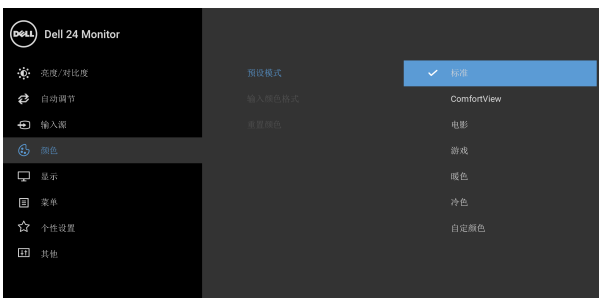 DELL
Dell 24 Monitor
亮度/对比度
自动调节
输入源
颜色
显示
菜单
个性设置
其他
预设模式
输入颜色格式
重置颜色
标准
ComfortView
电影
游戏
暖色
冷色
自定颜色